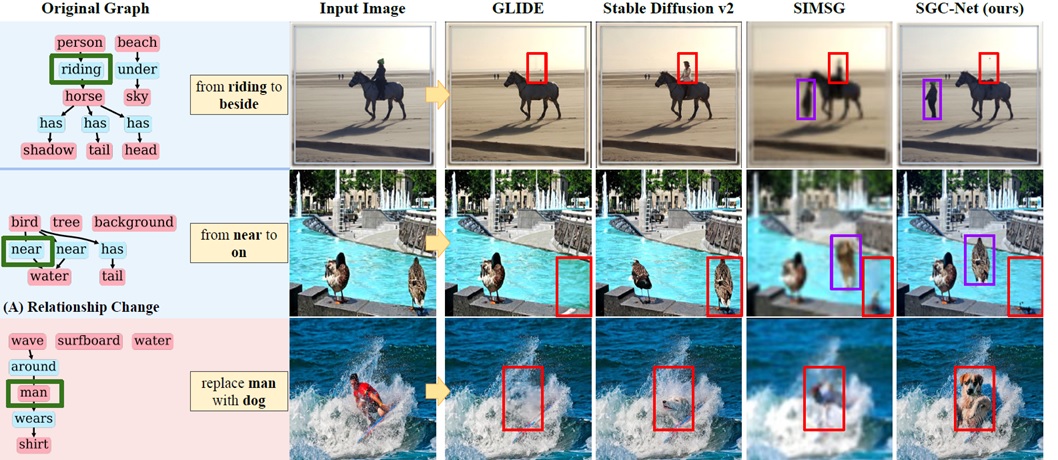 Original Graph
Input Image
GLIDE
Stable Diffusion v2
SIMSG
SGC-Net (ours)
person
beach
riding
under
horse
sky
has
has
has
shadow
tail
head
from riding to
beside
bird
tree
background
near
near
has
water
tail
from near to
on
(A) Relationship Change
wave
surfboard
water
around
man
wears
shirt
replace man
with dog